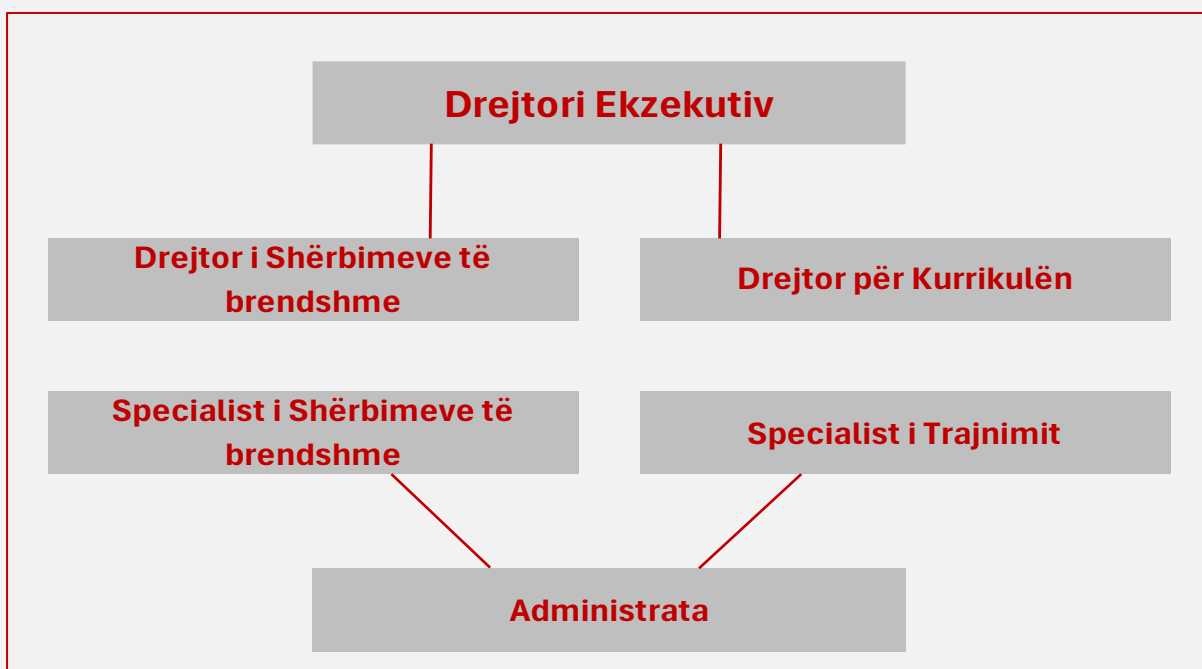 Drejtori Ekzekutiv
Drejtor i Shërbimeve të
brendshme
Drejtor për Kurrikulën
Specialist i Shërbimeve të
brendshme
Specialist i Trajnimit
Administrata